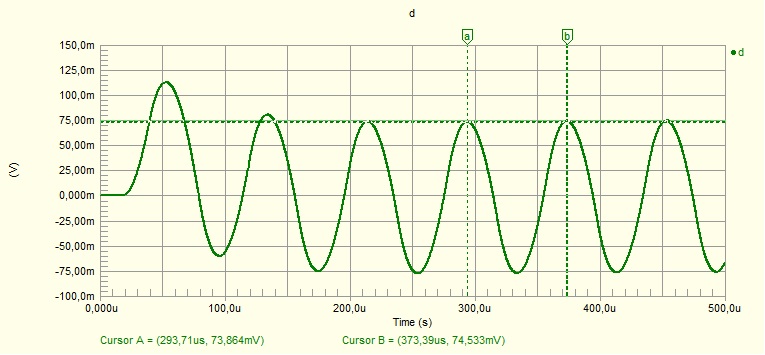 d
a b
150,0m
d
125,0m
100,0m
75,00m
50,00m
25,00m
(V)
0,000m
-25,00m
-50,00m
-75,00m
-100,0m
0,000u 100,0u 200,0u 300,0u 400,0u 500,0u
Time (s)
Cursor A = (293,71us, 73,864mV) Cursor B = (373,39us, 74,533mV)